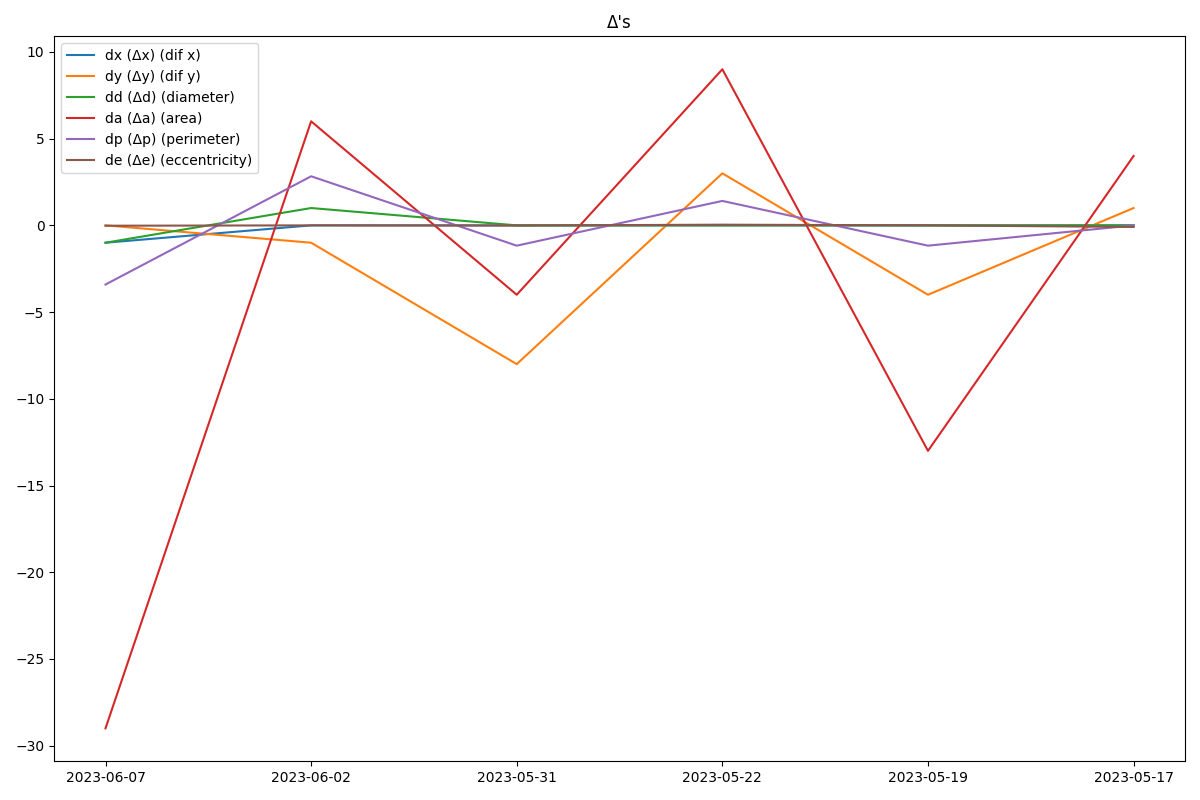 Δ's
dx (Δx) (dif x)
dy (Δy) (dif y)
dd (Δd) (diameter)
da (Δa) (area)
dp (Δp) (perimeter)
de (Δe) (eccentricity)
10
5
0
−5
−10
−15
−20
−25
−30
2023-06-07 2023-06-02 2023-05-31 2023-05-22 2023-05-19 2023-05-17